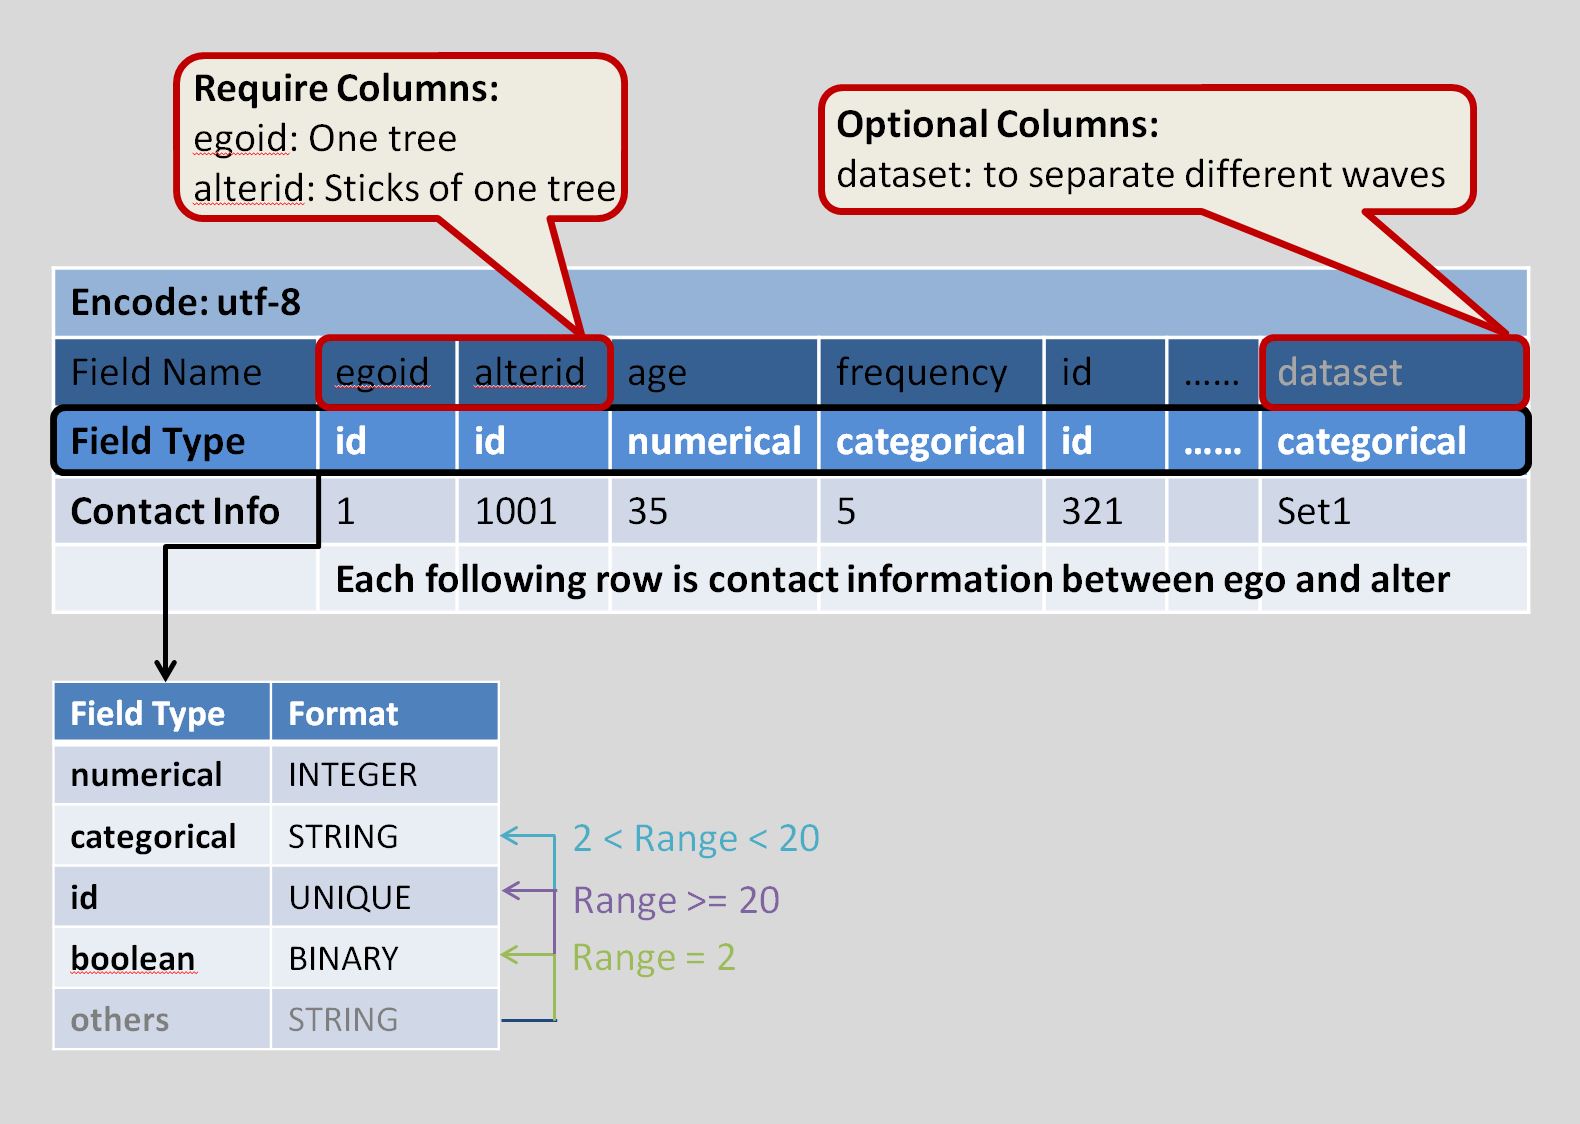 Require Columns:
egoid: One tree
alterid: Sticks of one tree
Optional Columns:
dataset: to separate different waves
Encode: utf-8
Field Name egoid alterid age frequency id ...... dataset
Field Type id id numerical categorical id ...... categorical
Contact Info 1 1001 35 5 321 Set1
Each following row is contact information between ego and alter
Field Type Format
numerical INTEGER
categorical STRING 2 < Range < 20
id UNIQUE Range >= 20
boolean BINARY Range = 2
others STRING